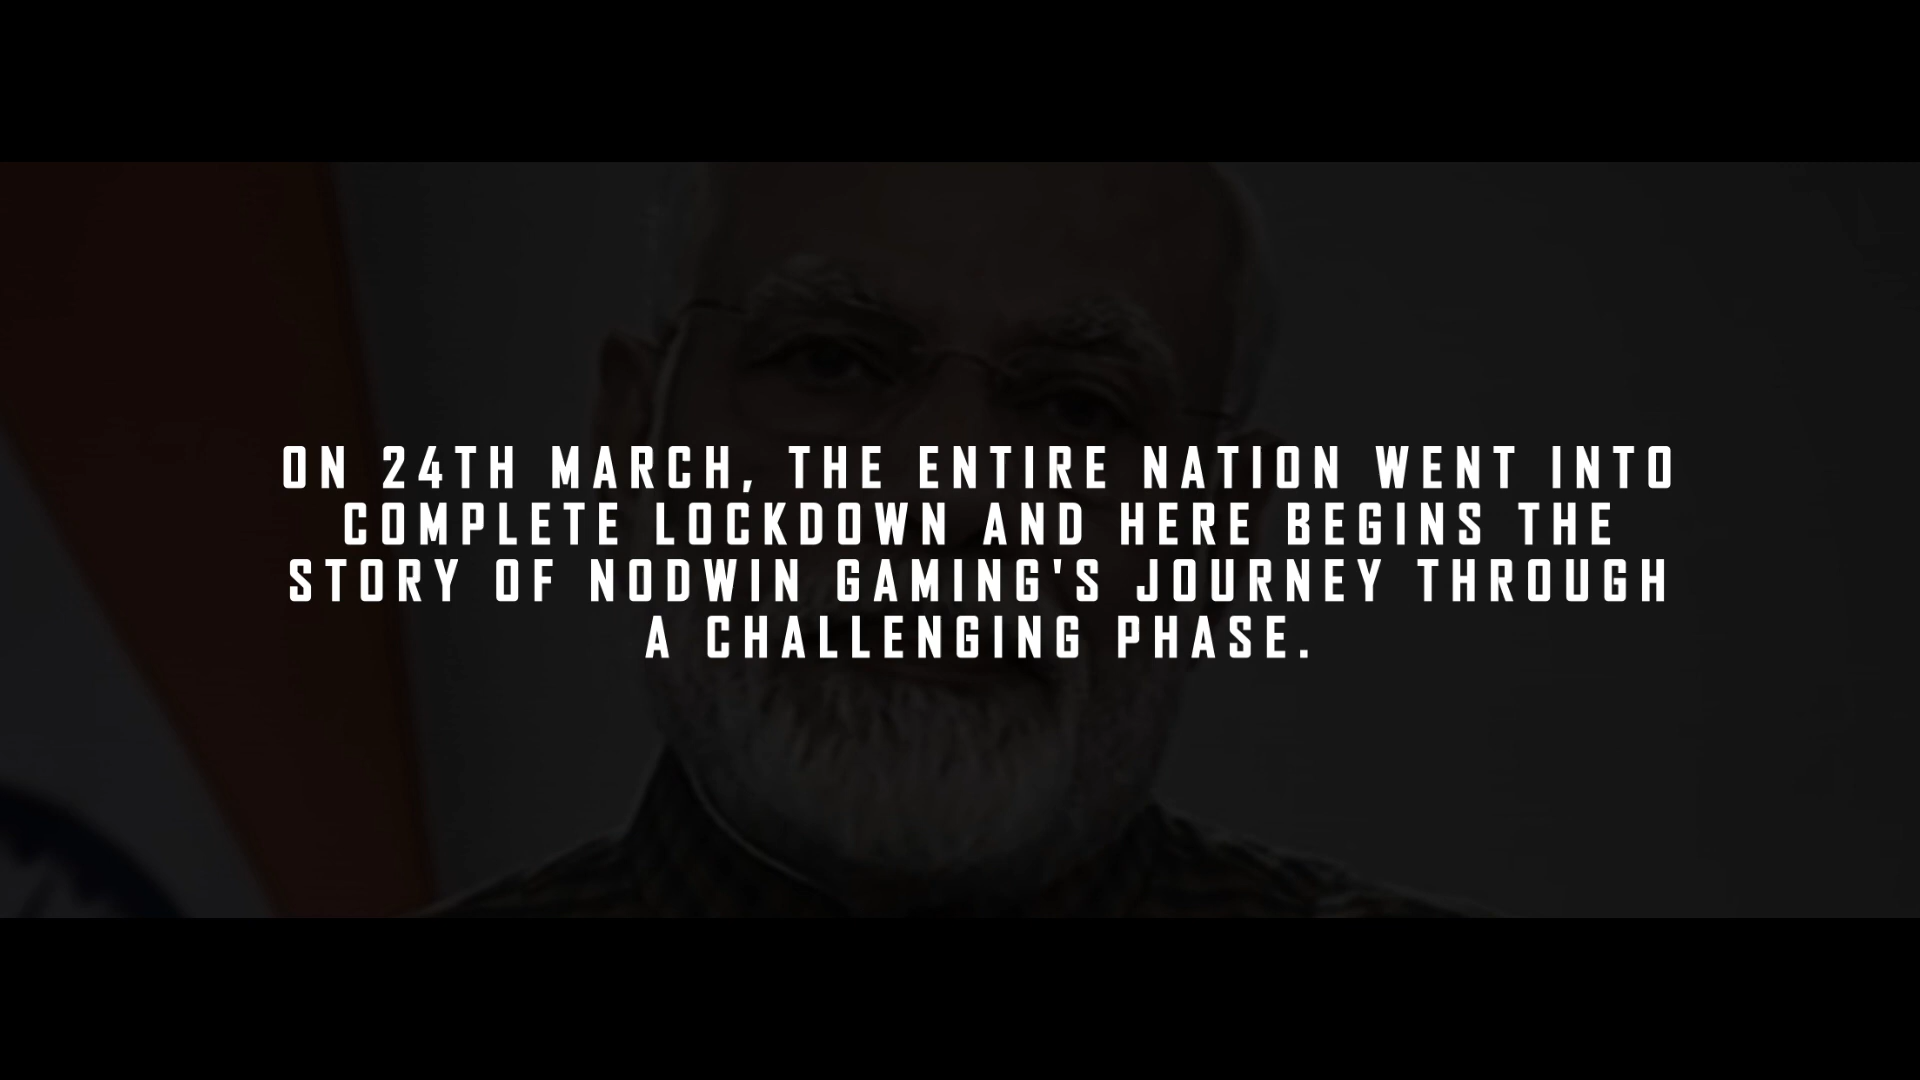 ON 24TH MARCH, THE ENTIRE NATION WENT INTO
COMPLETE LOCKDOWN AND HERE BEGINS THE
STORY OF NODWIN GAMING'S JOURNEY THROUGH
A CHALLENGING PHASE.